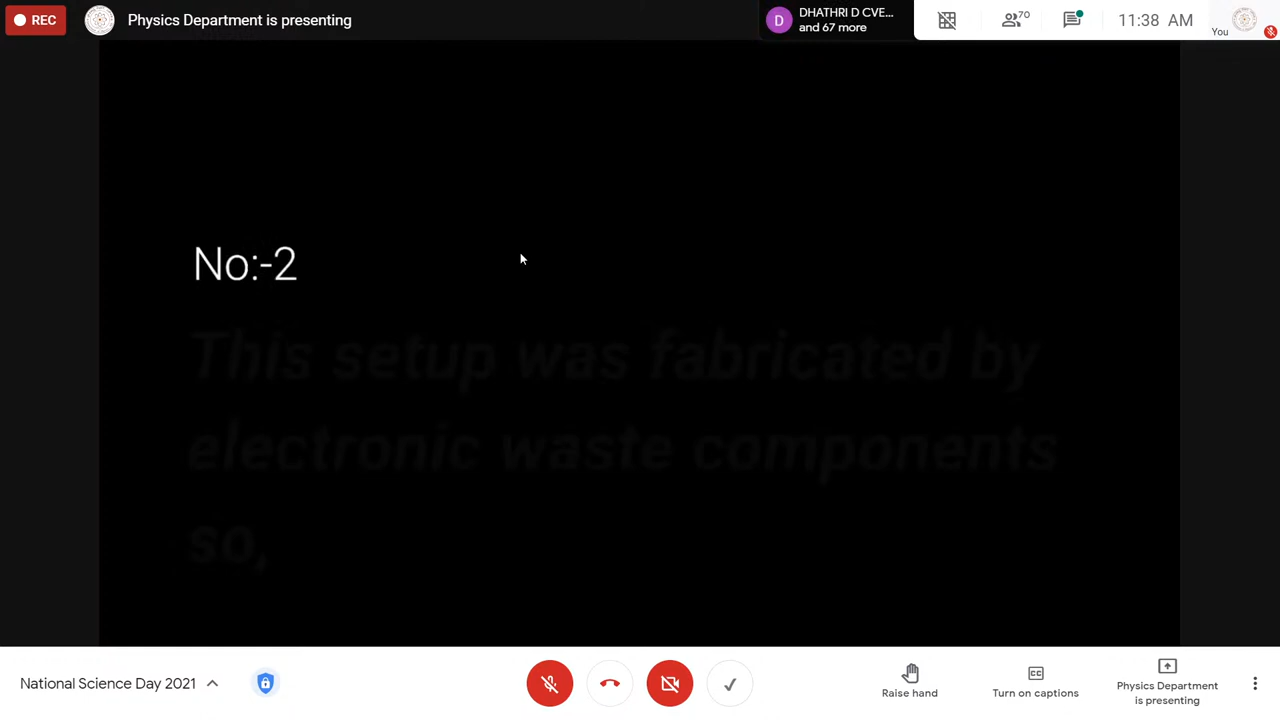 REC
Physics Department is presenting
D
DHATHRI D CVE...
and 67 more
70
11:38 AM
You
No:-2
This setup was fabricated by
electronic waste components
so,
National Science Day 2021
Raise hand
CC
Turn on captions
Physics Department
is presenting